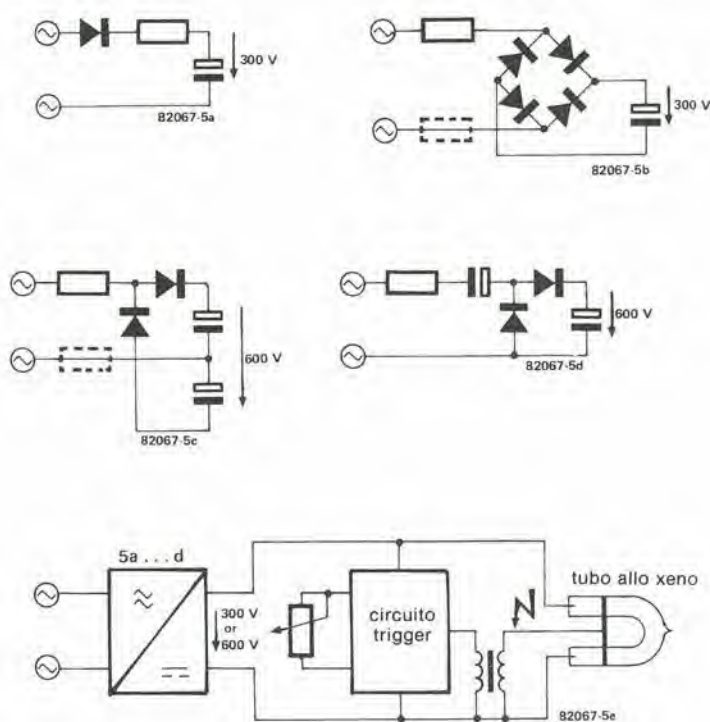 300 V
82067-5a
300 V
82067-5b
600 V
82067-5c
600 V
82067-5d
5a . . . d
300 V
or
600 V
circuito
trigger
tubo allo xeno
82067-5e